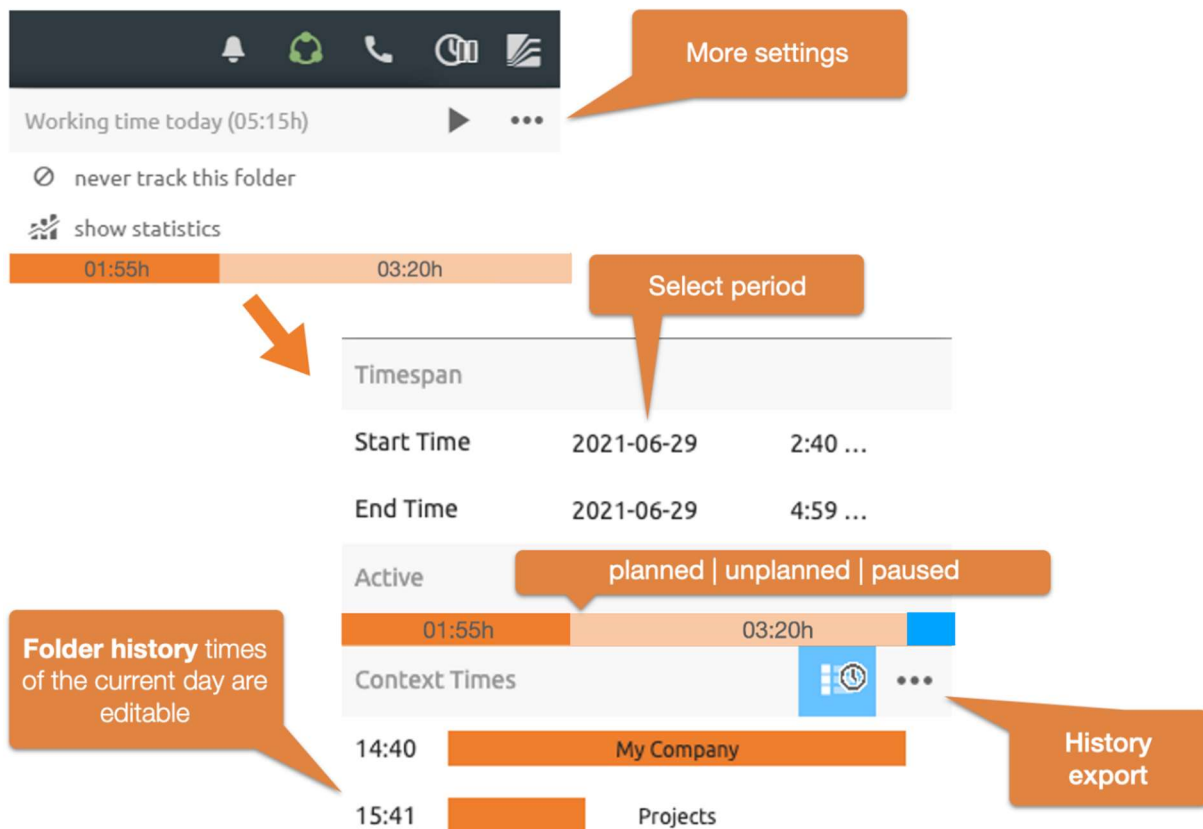 More settings
Working time today (05:15h)
never track this folder
show statistics
01:55h 03:20h
Select period
Timespan
Start Time 2021-06-29 2:40 ...
End Time 2021-06-29 4:59 ...
Active
planned | unplanned | paused
01:55h 03:20h
Folder history times
of the current day are
editable
Context Times
14:40 My Company
History
export
15:41 Projects